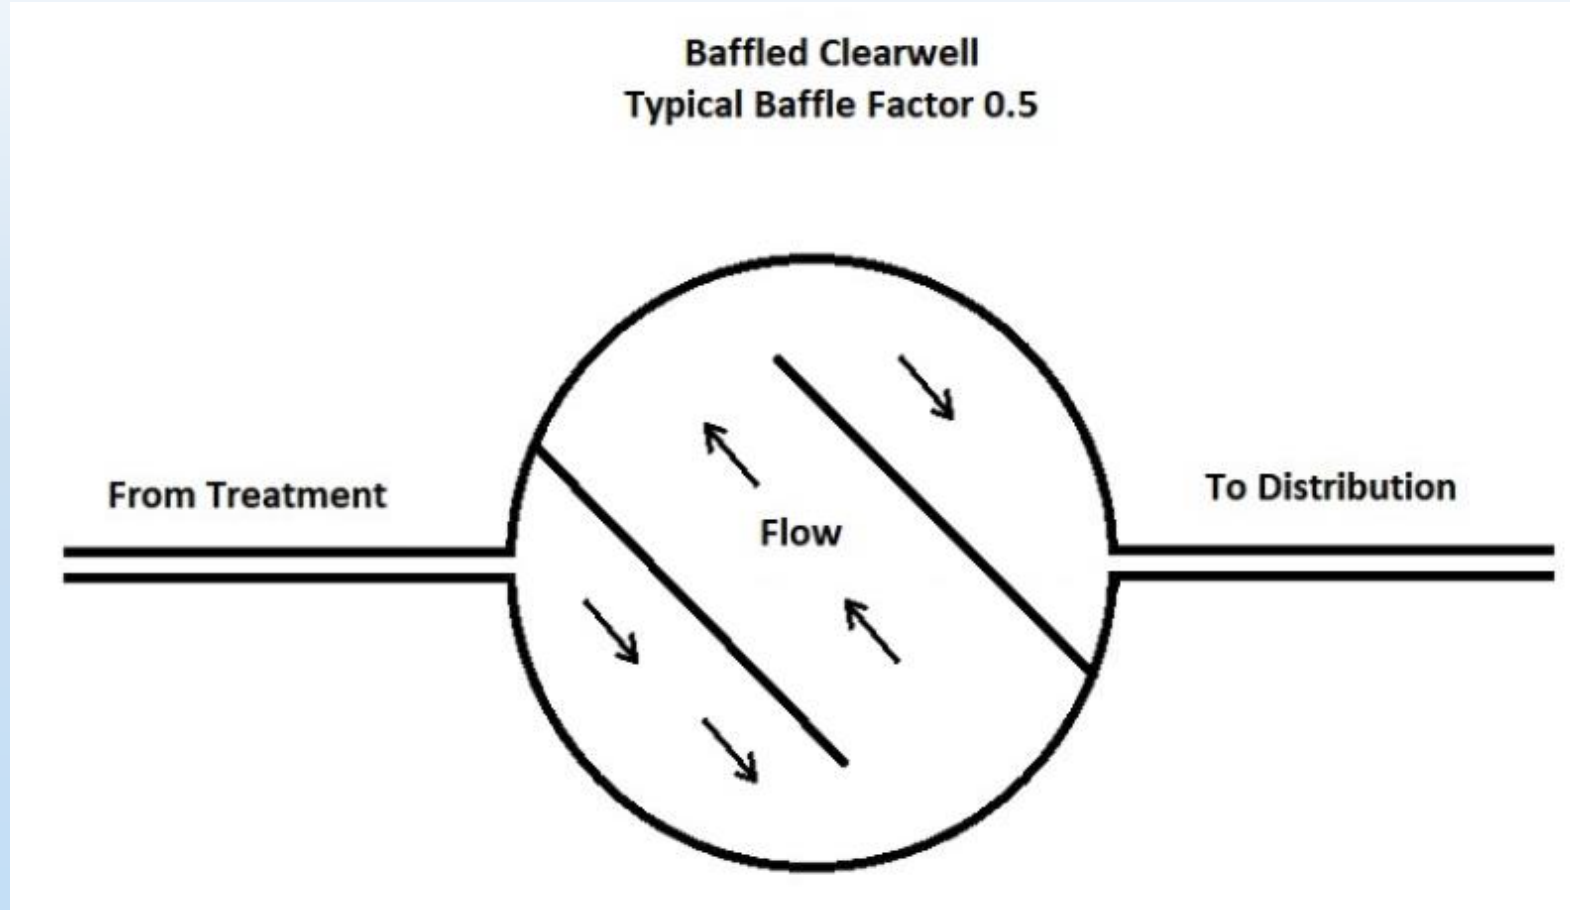 Baffled Clearwell
Typical Baffle Factor 0.5
From Treatment
To Distribution
Flow